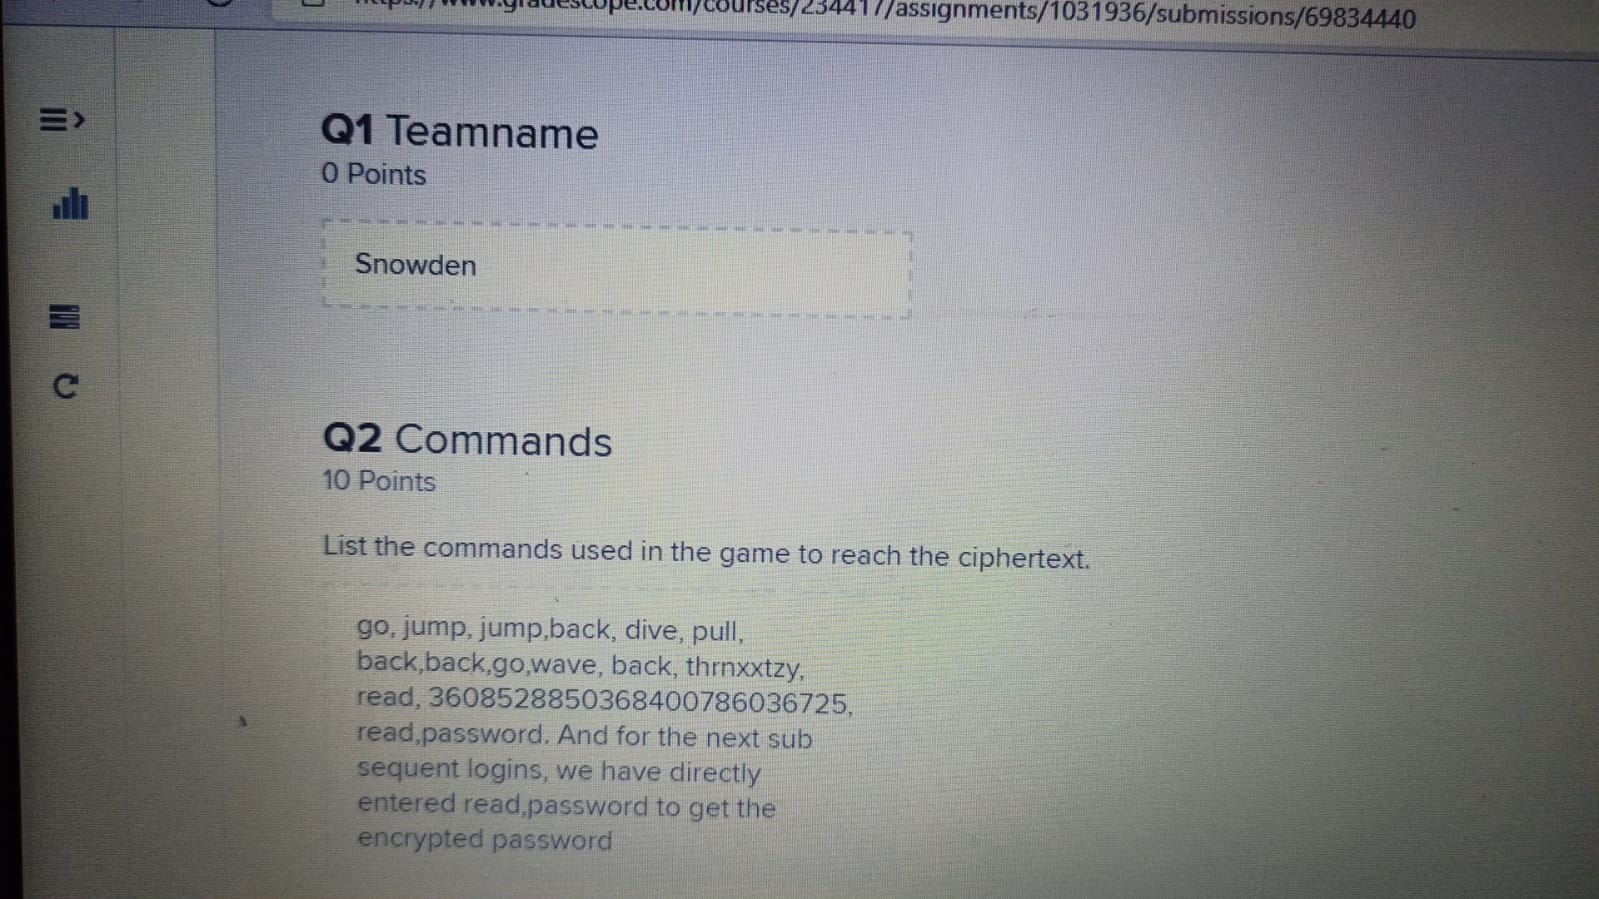 https://www.gradescope.com/courses/234417/assignments/1031936/submissions/69834440
Q1 Teamname
0 Points
Snowden
Q2 Commands
10 Points
List the commands used in the game to reach the ciphertext.
go, jump, jump,back, dive, pull,
back,back,go,wave, back, thrnxxtzy,
read, 3608528850368400786036725,
read,password. And for the next sub
sequent logins, we have directly
entered read,password to get the
encrypted password